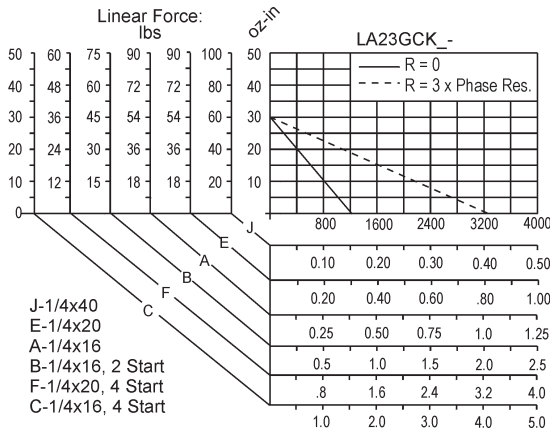 Linear Force:
lbs
oz-in
LA23GCK_-
R = 0
R = 3 x Phase Res.
50 60 75 90 90 100 50
40 48 60 72 72 80 40
30 36 45 54 54 60 30
20 24 30 36 36 40 20
10 12 15 18 18 20 10
0
800 1600 2400 3200 4000
J
0.10 0.20 0.30 0.40 0.50
E
0.20 0.40 0.60 .80 1.00
A
0.25 0.50 0.75 1.0 1.25
B
0.5 1.0 1.5 2.0 2.5
F
.8 1.6 2.4 3.2 4.0
C
1.0 2.0 3.0 4.0 5.0
J-1/4x40
E-1/4x20
A-1/4x16
B-1/4x16, 2 Start
F-1/4x20, 4 Start
C-1/4x16, 4 Start